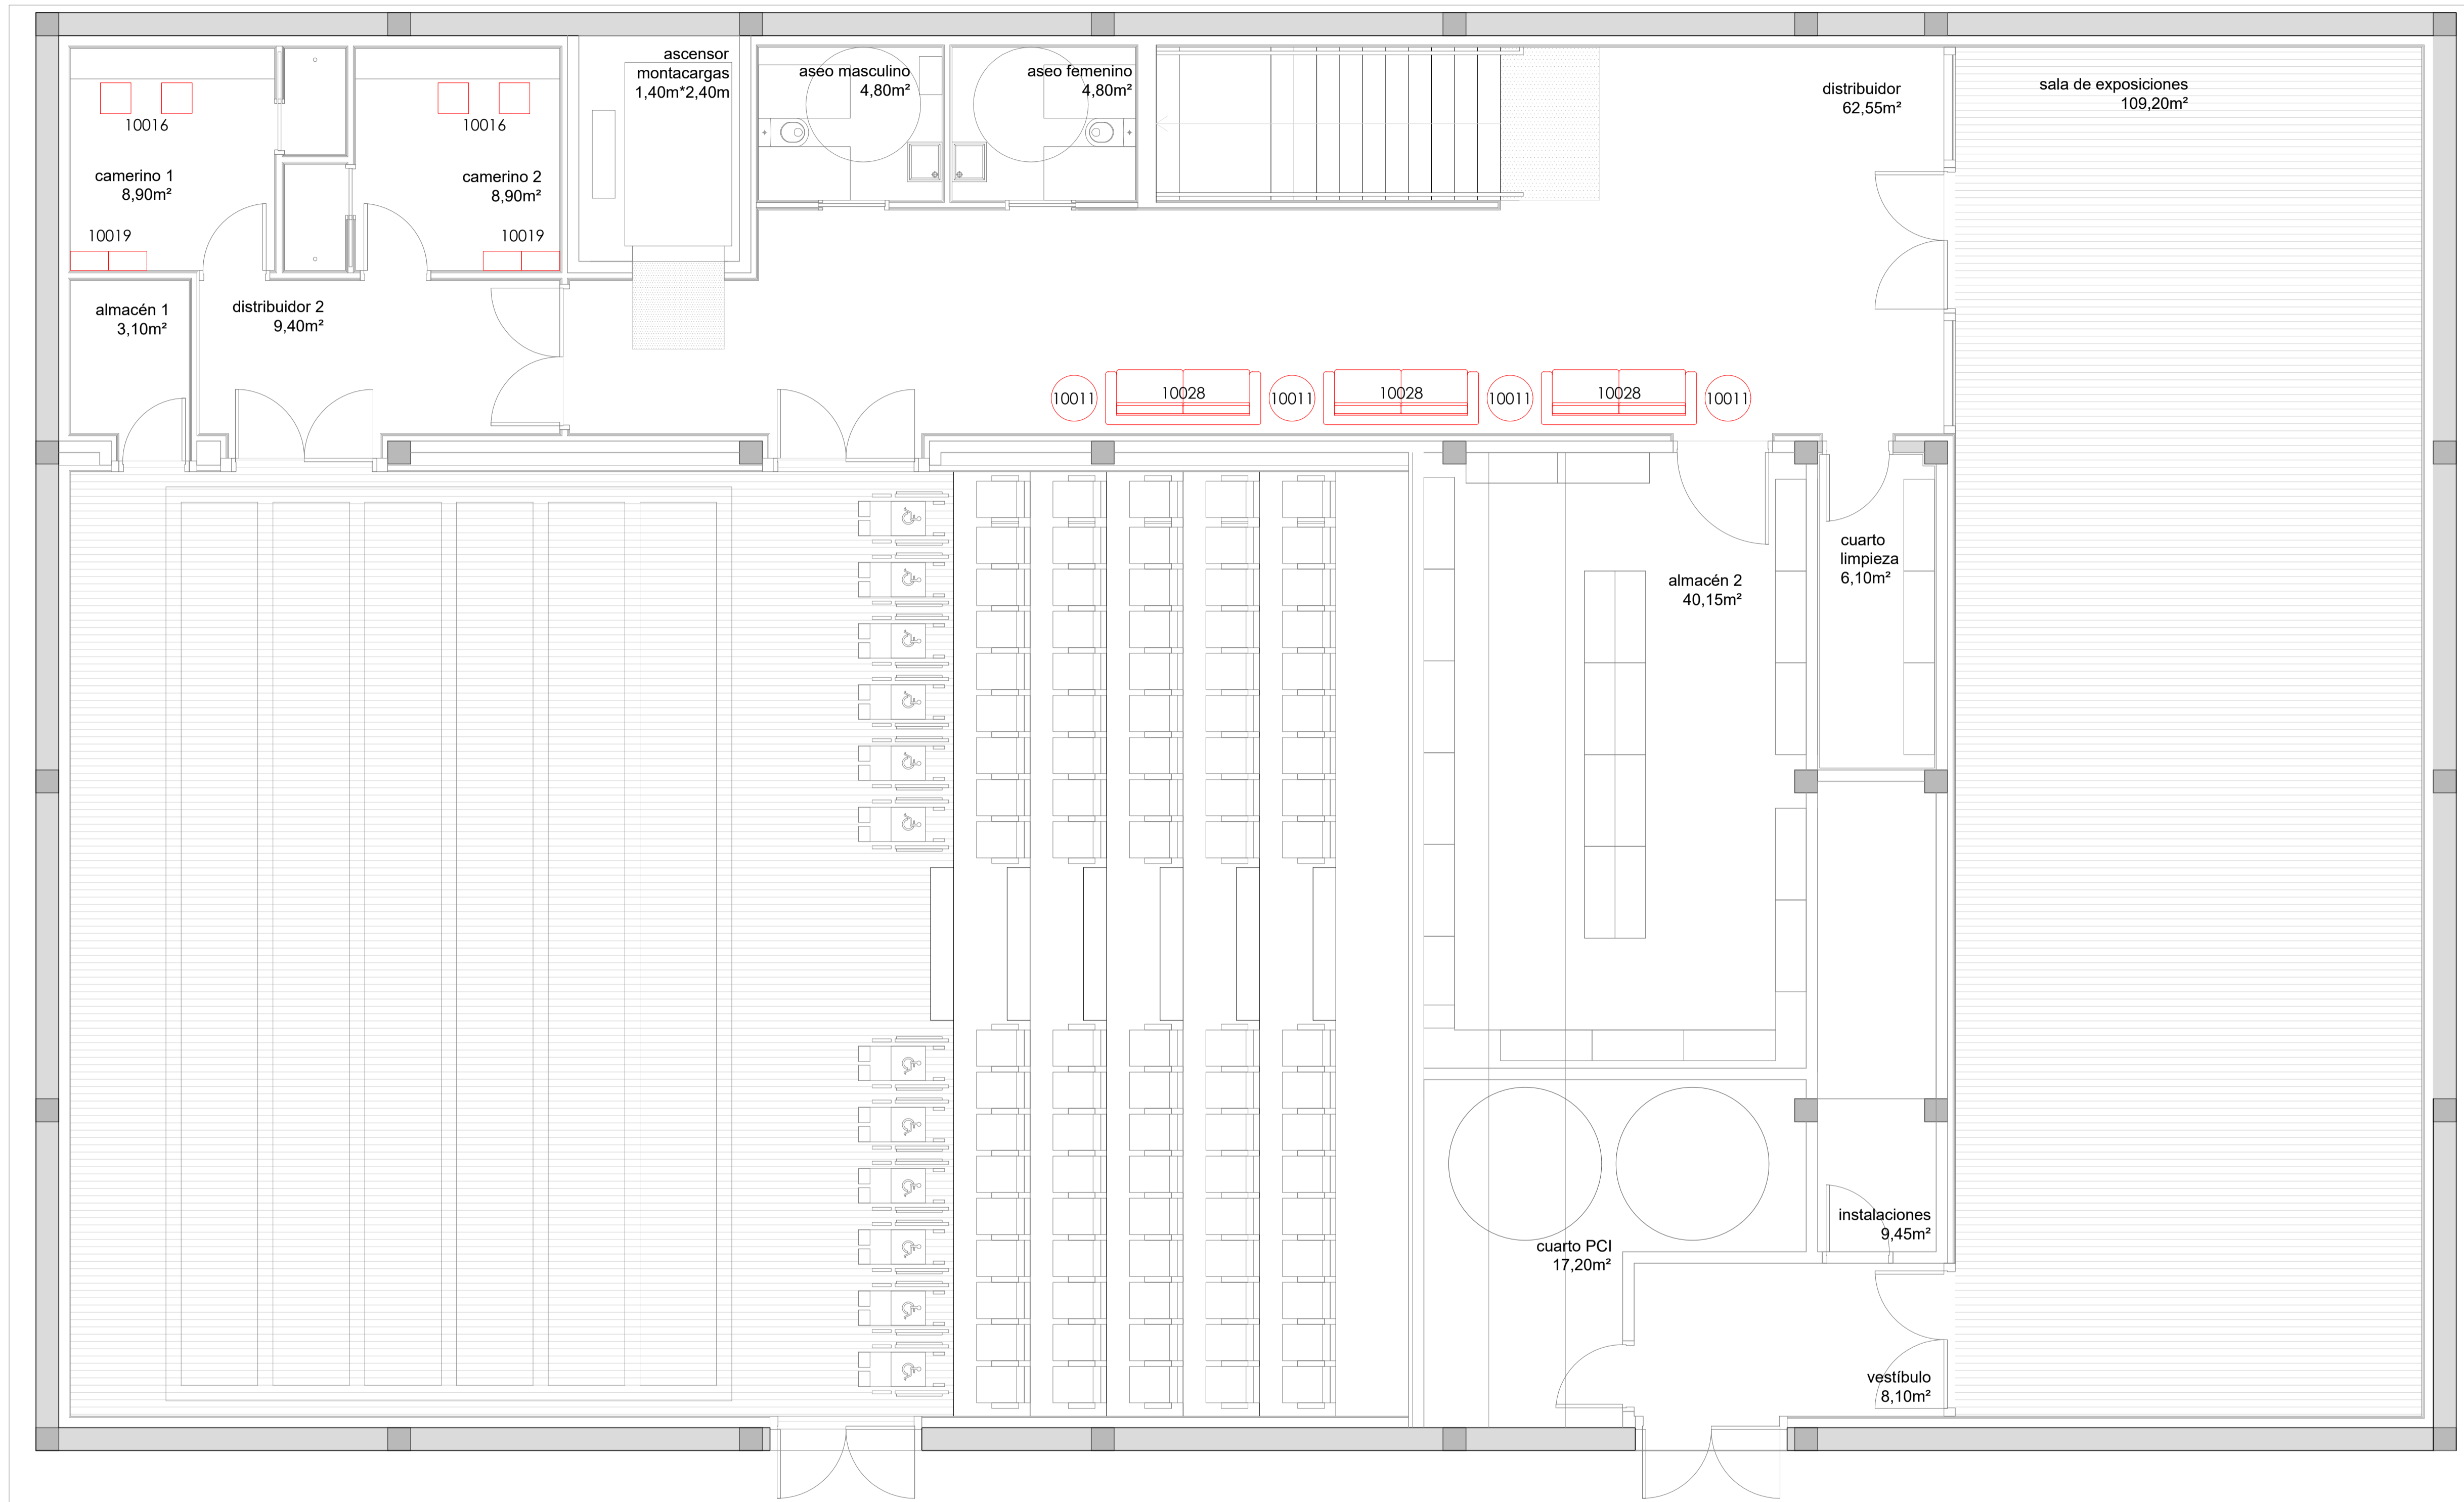 ascensor
montacargas
1,40m*2,40m
aseo masculino
4,80m²
aseo femenino
4,80m²
distribuidor
62,55m²
sala de exposiciones
109,20m²
10016
10016
camerino 1
8,90m²
camerino 2
8,90m²
10019
10019
almacén 1
3,10m²
distribuidor 2
9,40m²
10011
10028
10011
10028
10011
10028
10011
cuarto
limpieza
6,10m²
almacén 2
40,15m²
instalaciones
9,45m²
cuarto PCI
17,20m²
vestíbulo
8,10m²